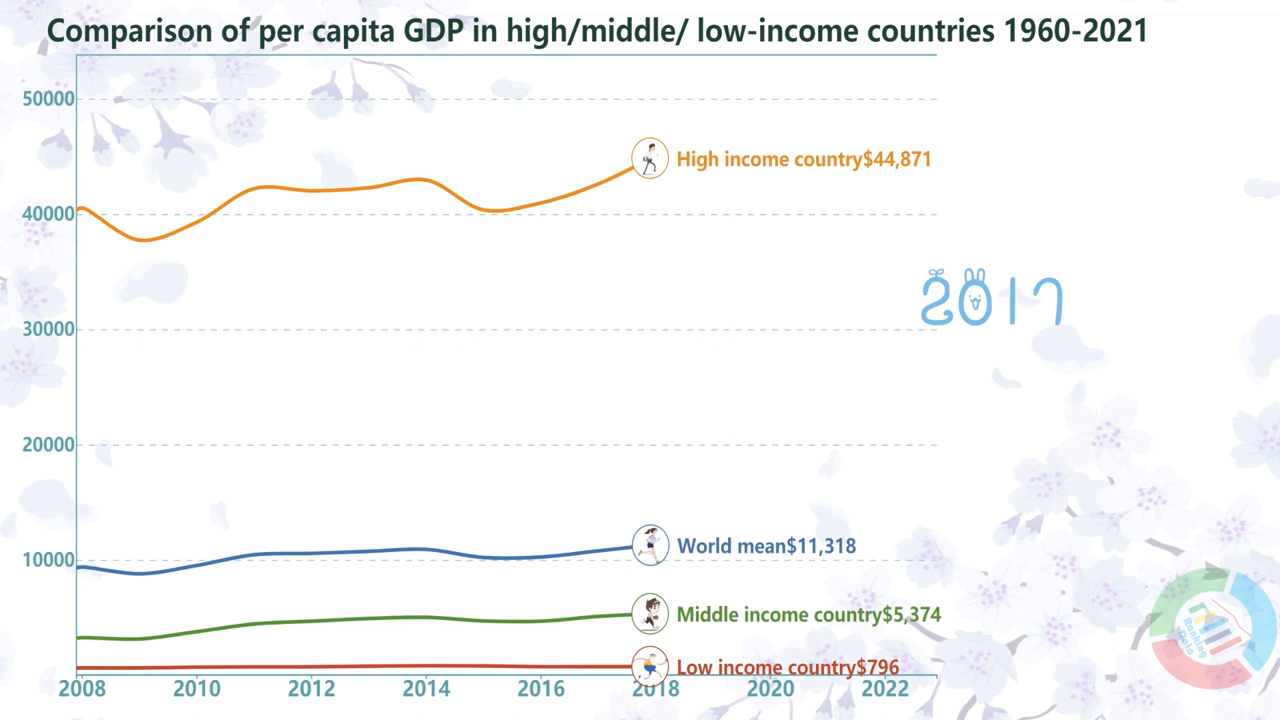 Comparison of per capita GDP in high/middle/ low-income countries 1960-2021
50000
High income country$44,871
40000
2017
30000
20000
World mean$11,318
10000
Middle income country$5,374
Ranking
Data
Low income country$796
2008 2010 2012 2014 2016 2018 2020 2022